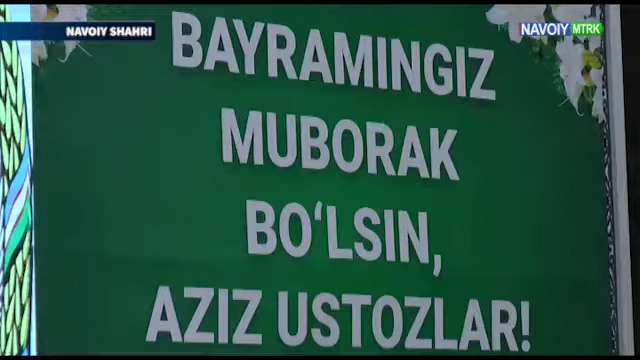 NAVOIY SHAHRI
NAVOIY MTRK
BAYRAMINGIZ
MUBORAK
BO‘LSIN,
AZIZ USTOZLAR!